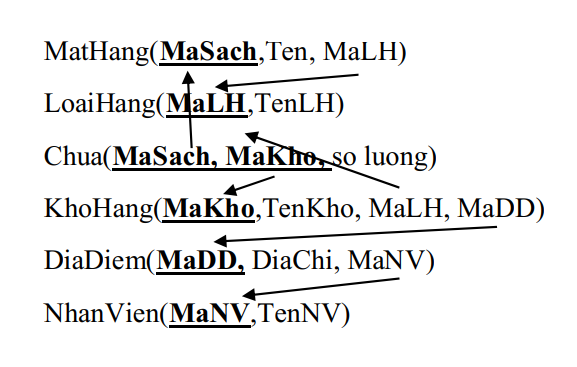 MatHang(MaSach,Ten, MaLH)
LoaiHang(MaLH,TenLH)
Chua(MaSach, MaKho, so luong)
KhoHang(MaKho,TenKho, MaLH, MaDD)
DiaDiem(MaDD, DiaChi, MaNV)
NhanVien(MaNV,TenNV)